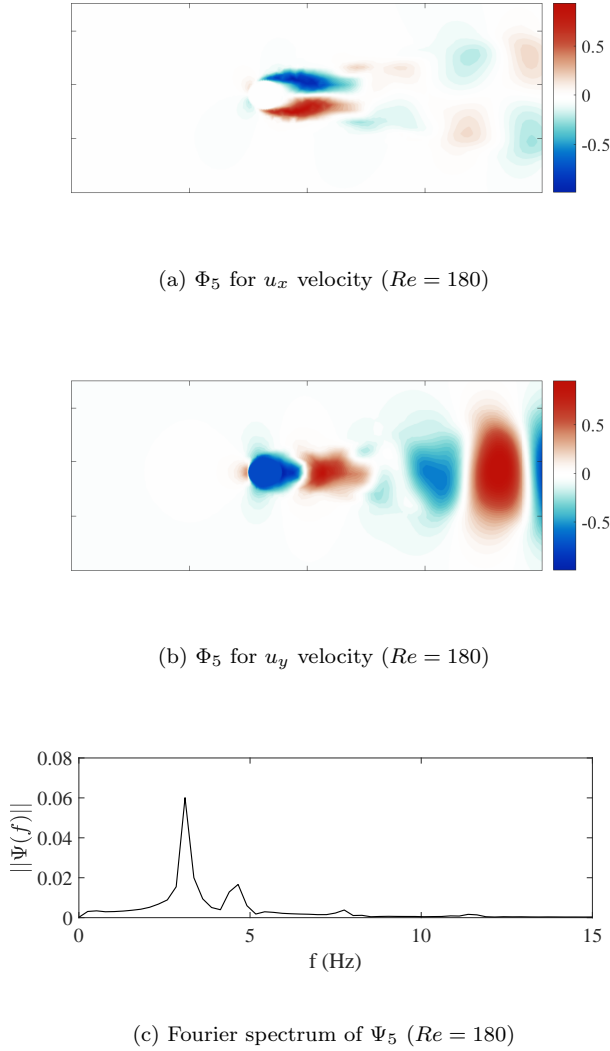 0.5
0
-0.5
(a) Φ₅ for uₓ velocity (Re = 180)
0.5
0
-0.5
(b) Φ₅ for u_y velocity (Re = 180)
0.08
0.06
0.04
0.02
0
||Ψ(f)||
0 5 10 15
f (Hz)
(c) Fourier spectrum of Ψ₅ (Re = 180)